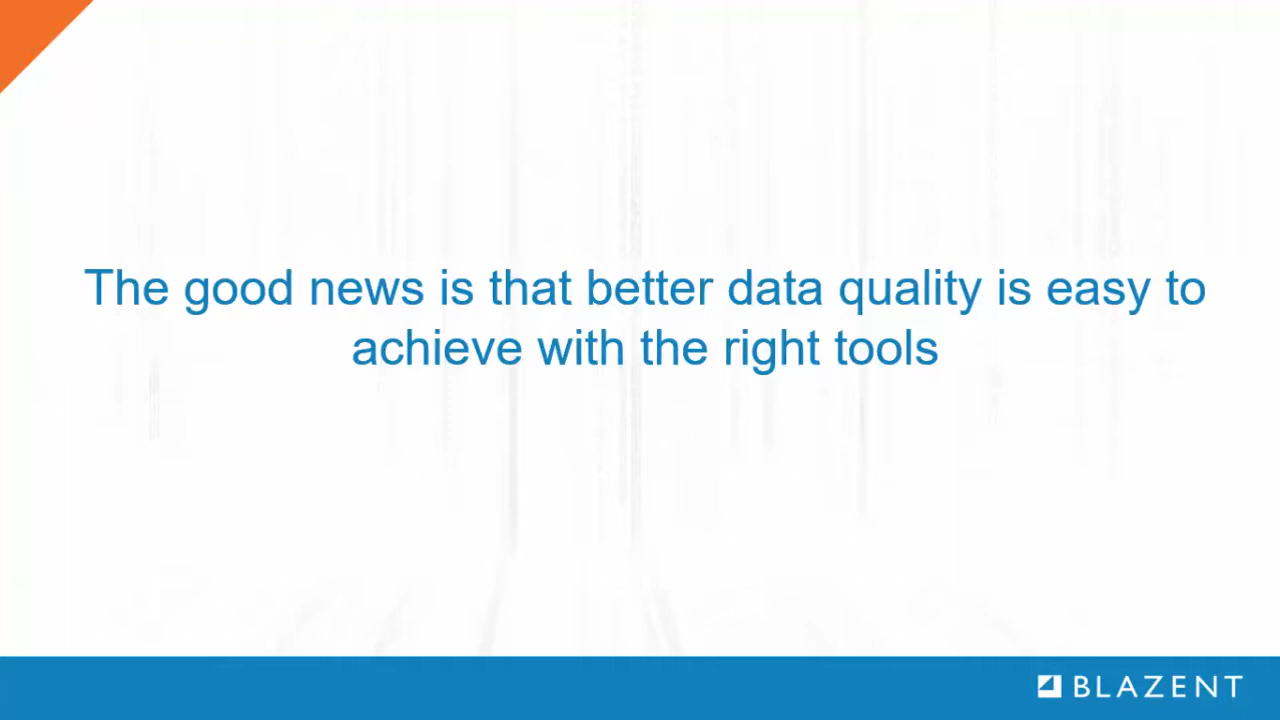 The good news is that better data quality is easy to
achieve with the right tools
BLAZENT